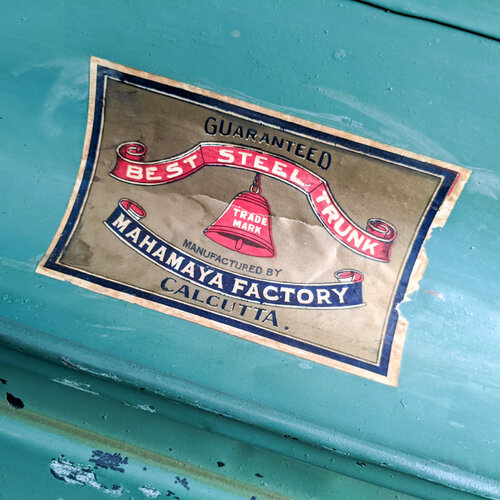 GUARANTEED
BEST STEEL TRUNK
TRADE
MARK
MANUFACTURED BY
MAHAMAYA FACTORY
CALCUTTA.